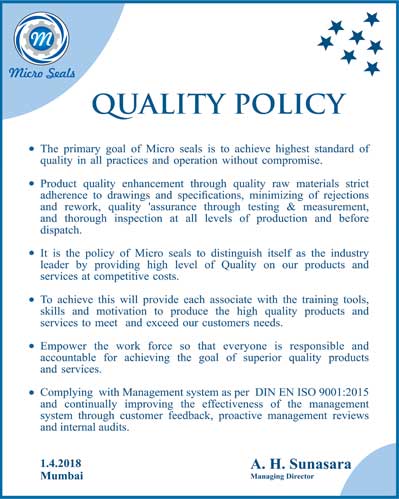 M
Micro Seals
QUALITY POLICY
• The primary goal of Micro seals is to achieve highest standard of
quality in all practices and operation without compromise.
• Product quality enhancement through quality raw materials strict
adherence to drawings and specifications, minimizing of rejections
and rework, quality 'assurance through testing & measurement,
and thorough inspection at all levels of production and before
dispatch.
• It is the policy of Micro seals to distinguish itself as the industry
leader by providing high level of Quality on our products and
services at competitive costs.
• To achieve this will provide each associate with the training tools,
skills and motivation to produce the high quality products and
services to meet and exceed our customers needs.
• Empower the work force so that everyone is responsible and
accountable for achieving the goal of superior quality products
and services.
• Complying with Management system as per DIN EN ISO 9001:2015
and continually improving the effectiveness of the management
system through customer feedback, proactive management reviews
and internal audits.
1.4.2018
Mumbai
A. H. Sunasara
Managing Director